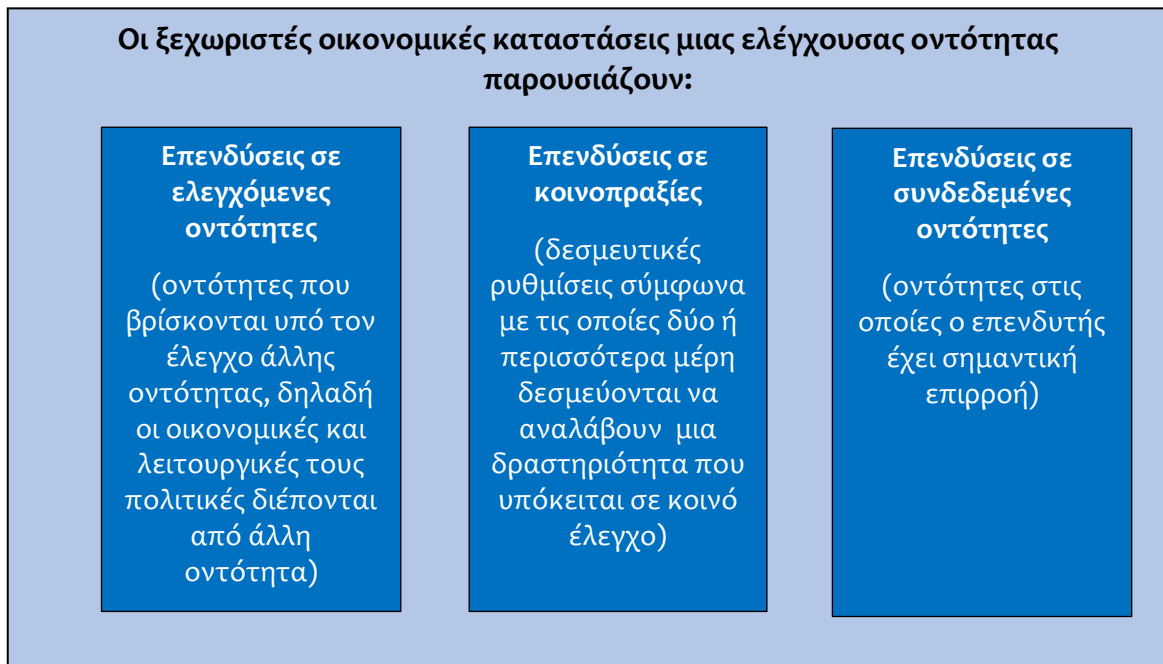 Οι ξεχωριστές οικονομικές καταστάσεις μιας ελέγχουσας οντότητας
παρουσιάζουν:
Επενδύσεις σε
ελεγχόμενες
οντότητες
(οντότητες που
βρίσκονται υπό τον
έλεγχο άλλης
οντότητας, δηλαδή
οι οικονομικές και
λειτουργικές τους
πολιτικές διέπονται
από άλλη
οντότητα)
Επενδύσεις σε
κοινοπραξίες
(δεσμευτικές
ρυθμίσεις σύμφωνα
με τις οποίες δύο ή
περισσότερα μέρη
δεσμεύονται να
αναλάβουν μια
δραστηριότητα που
υπόκειται σε κοινό
έλεγχο)
Επενδύσεις σε
συνδεδεμένες
οντότητες
(οντότητες στις
οποίες ο επενδυτής
έχει σημαντική
επιρροή)